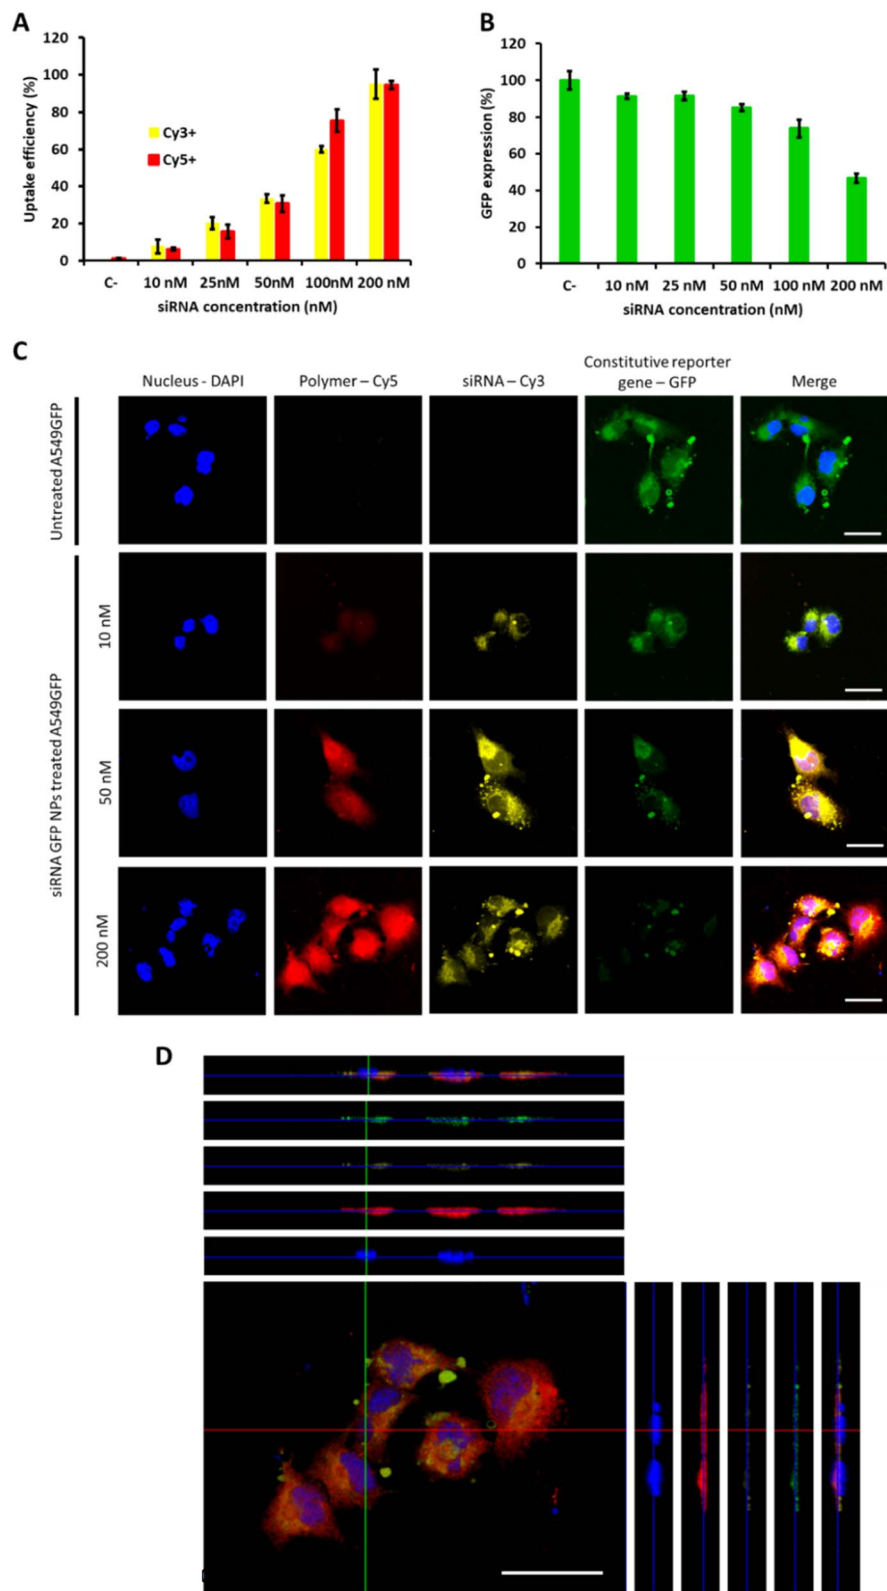 A
120
100
80
60
40
20
0
Uptake efficiency (%)
Cy3+
Cy5+
C-
10 nM
25nM
50nM
100nM
200 nM
siRNA concentration (nM)
B
120
100
80
60
40
20
0
GFP expression (%)
C-
10 nM
25 nM
50 nM
100 nM
200 nM
siRNA concentration (nM)
C
Nucleus - DAPI
Polymer – Cy5
siRNA – Cy3
Constitutive reporter
gene – GFP
Merge
Untreated A549GFP
siRNA GFP NPs treated A549GFP
10 nM
50 nM
200 nM
D